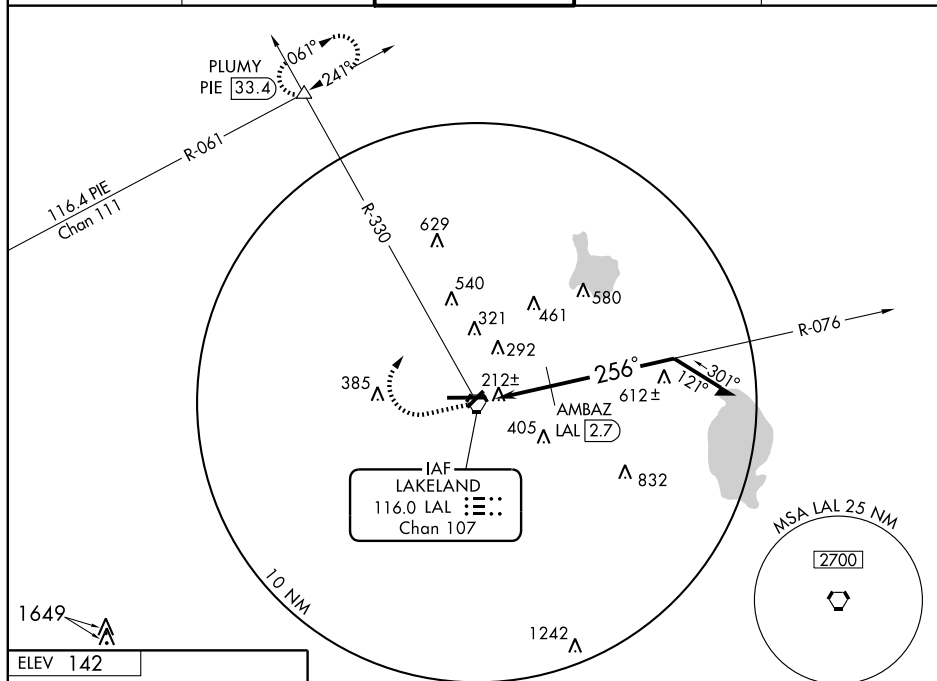 PLUMY
PIE 33.4
061°
241°
R-061
116.4 PIE
Chan 111
R-330
629
540
321
292
461
580
R-076
256°
301°
121°
385
212±
612±
AMBAZ
LAL 2.7
405
832
IAF
LAKELAND
116.0 LAL
Chan 107
MSA LAL 25 NM
2700
10 NM
1649
1242
ELEV 142